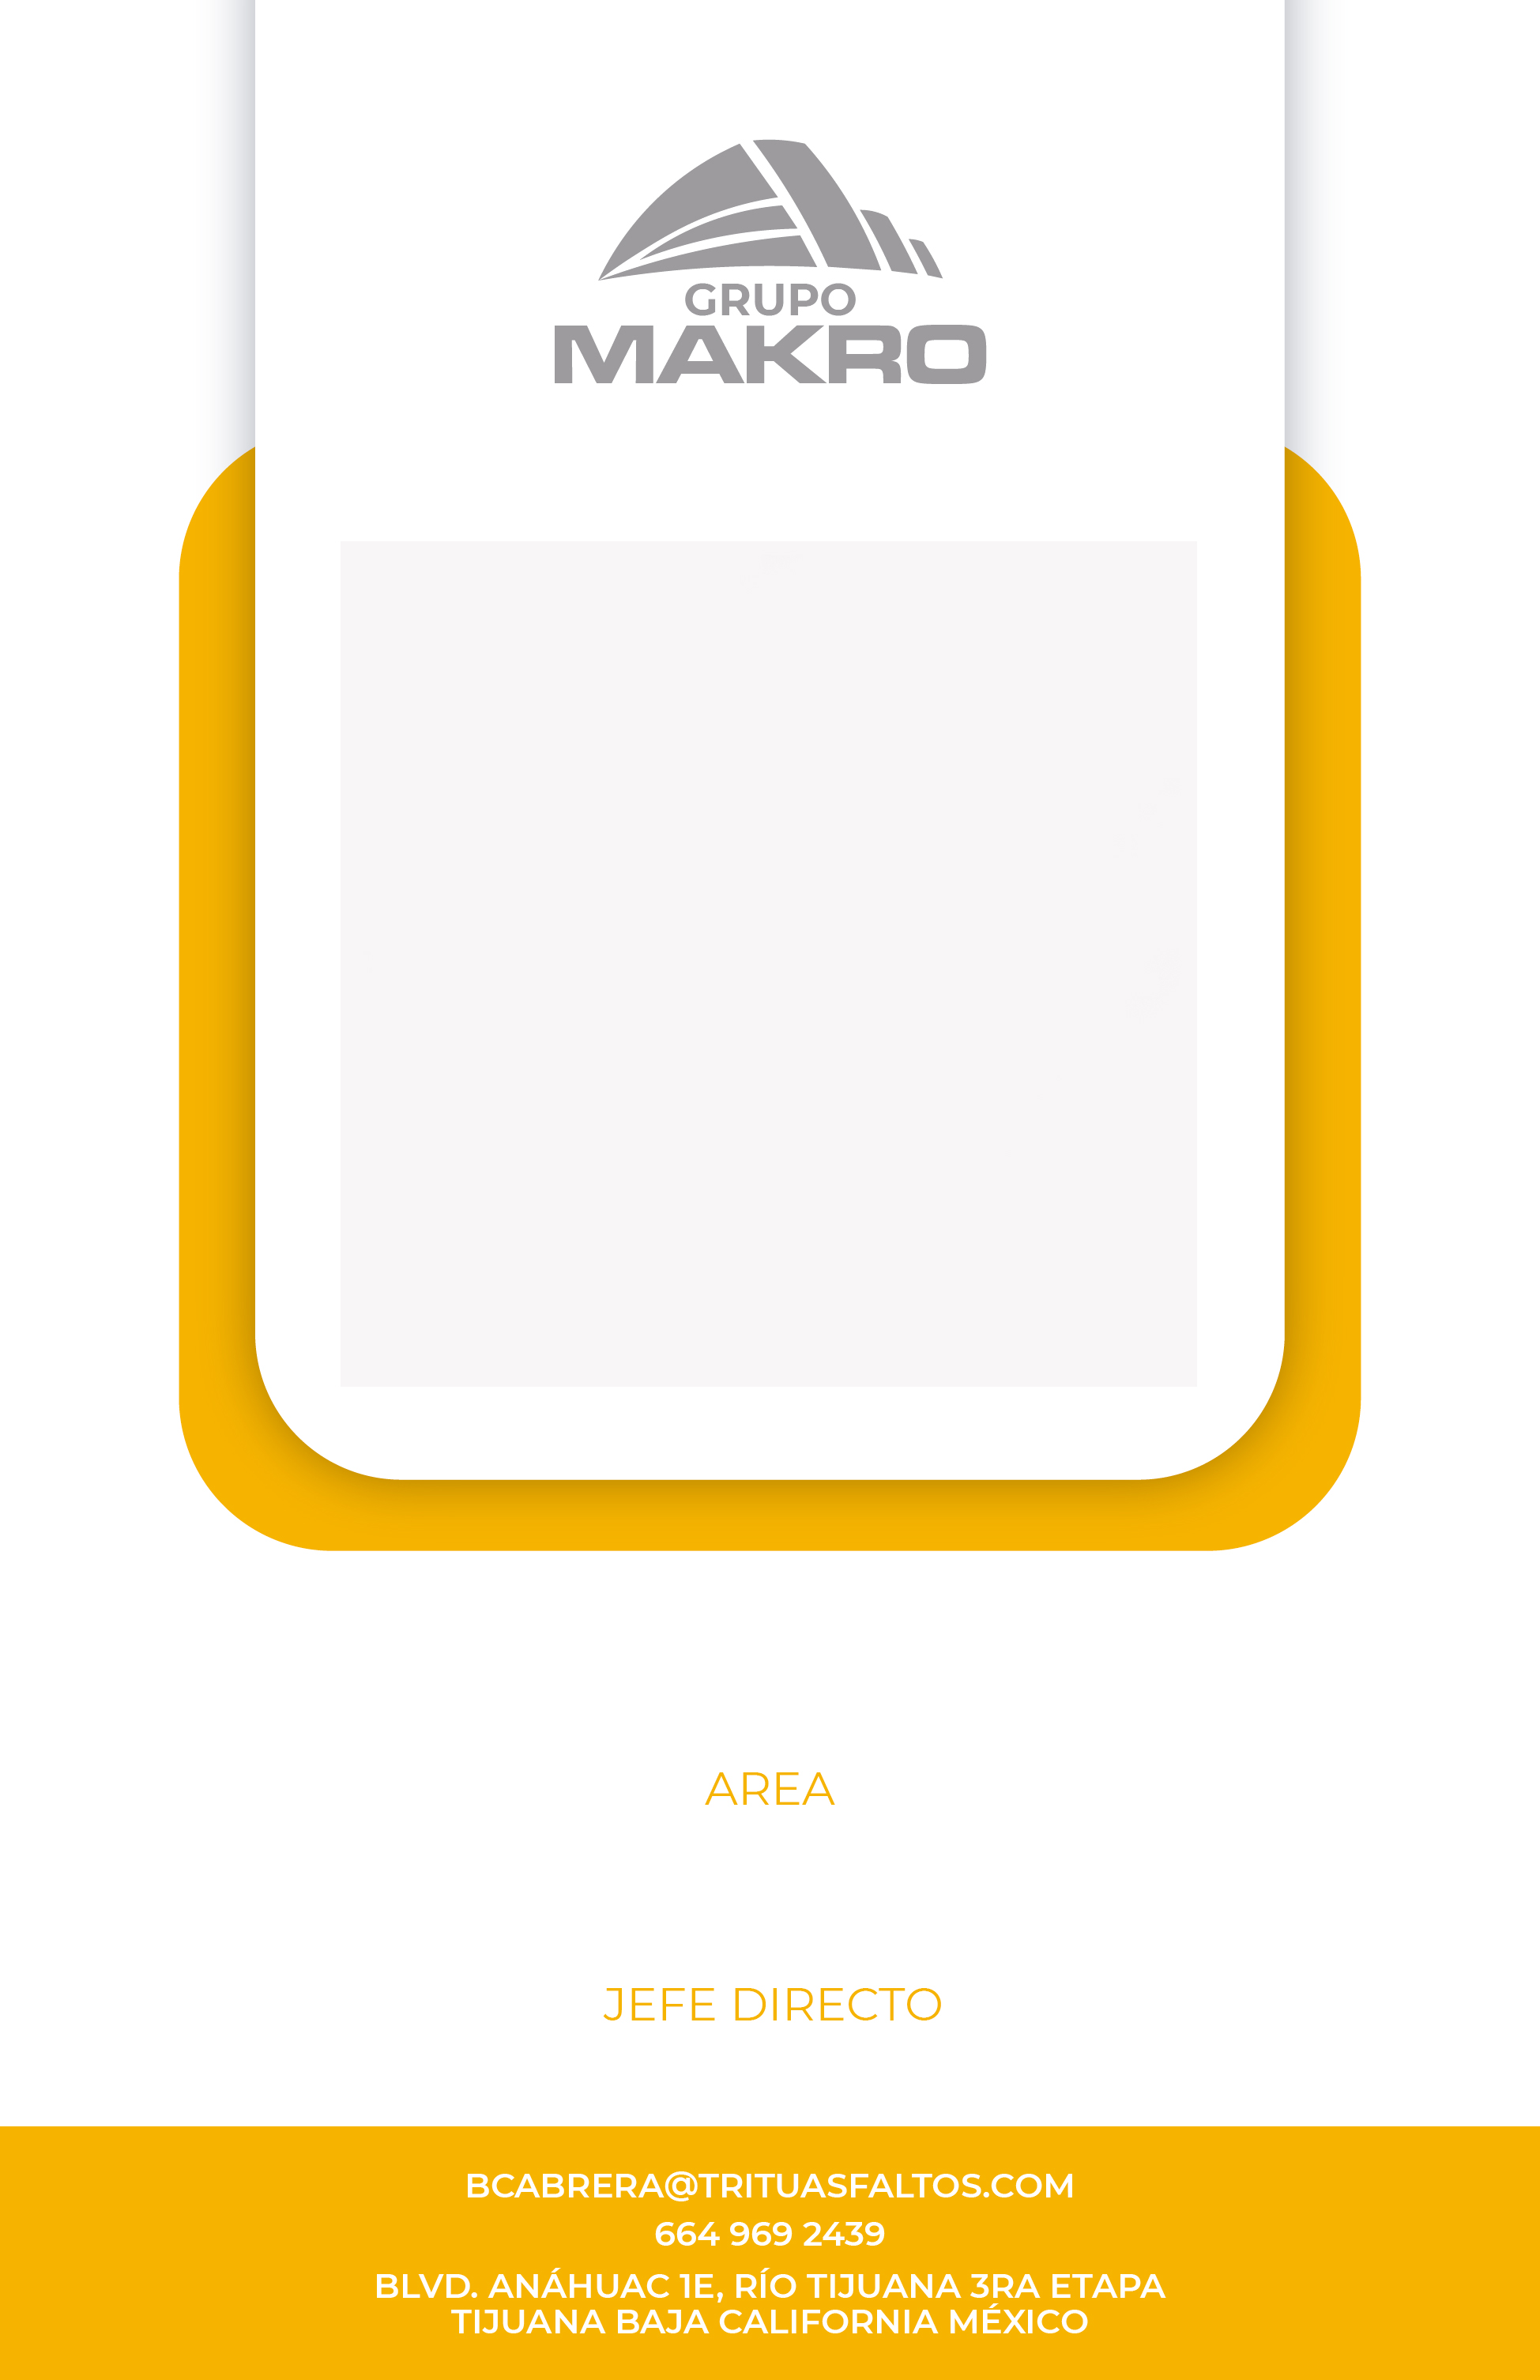 GRUPO
MAKRO
AREA
JEFE DIRECTO
BCABRERA@TRITUASFALTOS.COM
664 969 2439
BLVD. ANÁHUAC 1E, RÍO TIJUANA 3RA ETAPA
TIJUANA BAJA CALIFORNIA MÉXICO